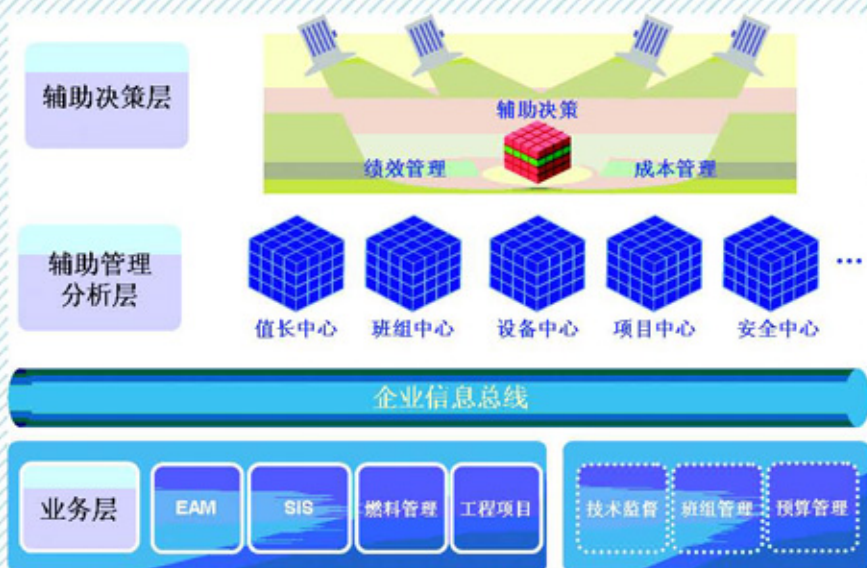 辅助决策层
辅助决策
绩效管理
成本管理
辅助管理
分析层
值长中心
班组中心
设备中心
项目中心
安全中心
...
企业信息总线
业务层
EAM
SIS
燃料管理
工程项目
技术监督
班组管理
预算管理